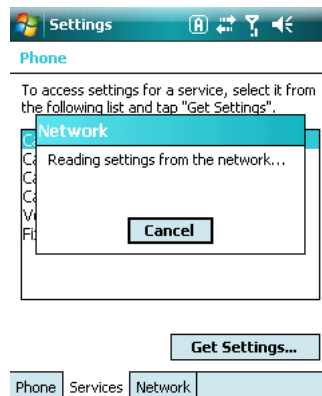 Settings
Phone
To access settings for a service, select it from
the following list and tap "Get Settings".
Network
Reading settings from the network...
Cancel
Get Settings...
Phone Services Network